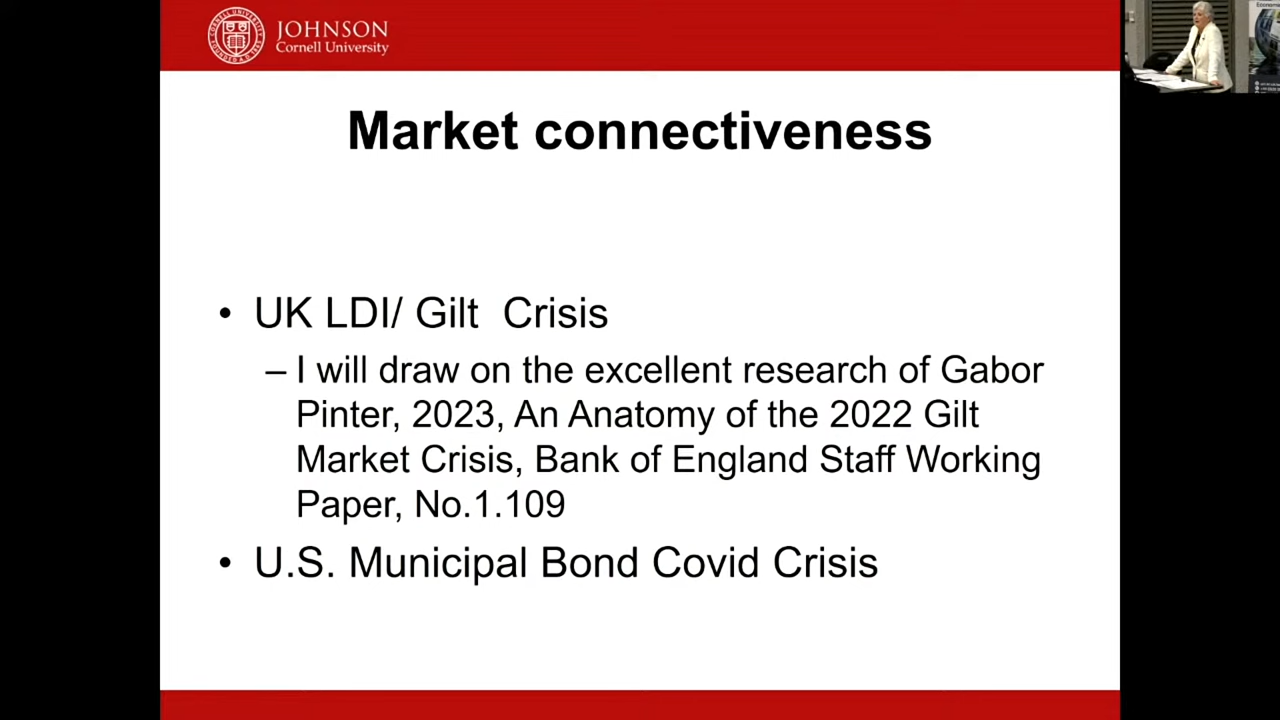 JOHNSON
Cornell University
Market connectiveness
• UK LDI/ Gilt  Crisis
– I will draw on the excellent research of Gabor
Pinter, 2023, An Anatomy of the 2022 Gilt
Market Crisis, Bank of England Staff Working
Paper, No.1.109
• U.S. Municipal Bond Covid Crisis